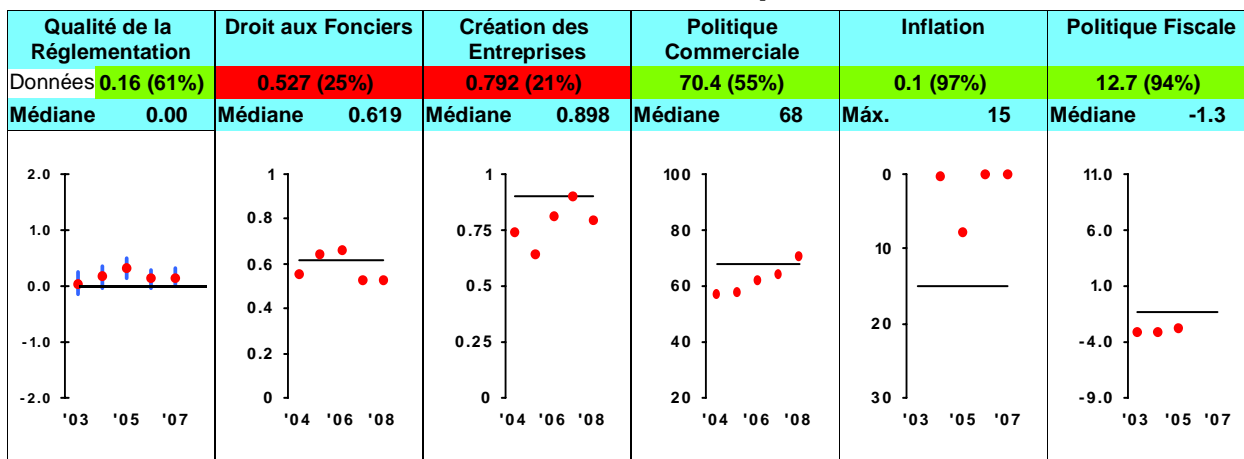 Qualité de la Réglementation
Droit aux Fonciers
Création des Entreprises
Politique Commerciale
Inflation
Politique Fiscale
Données 0.16 (61%)
0.527 (25%)
0.792 (21%)
70.4 (55%)
0.1 (97%)
12.7 (94%)
Médiane 0.00
Médiane 0.619
Médiane 0.898
Médiane 68
Máx. 15
Médiane -1.3
2.0
1.0
0.0
-1.0
-2.0
'03 '05 '07
1
0.8
0.6
0.4
0.2
0
'04 '06 '08
1
0.75
0.5
0.25
0
'04 '06 '08
100
80
60
40
20
'04 '06 '08
0
10
20
30
'03 '05 '07
11.0
6.0
1.0
-4.0
-9.0
'03 '05 '07